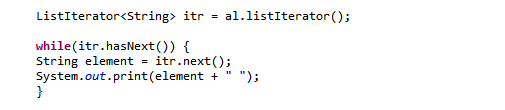 ListIterator<String> itr = al.listIterator();
while(itr.hasNext()) {
String element = itr.next();
System.out.print(element + " ");
}